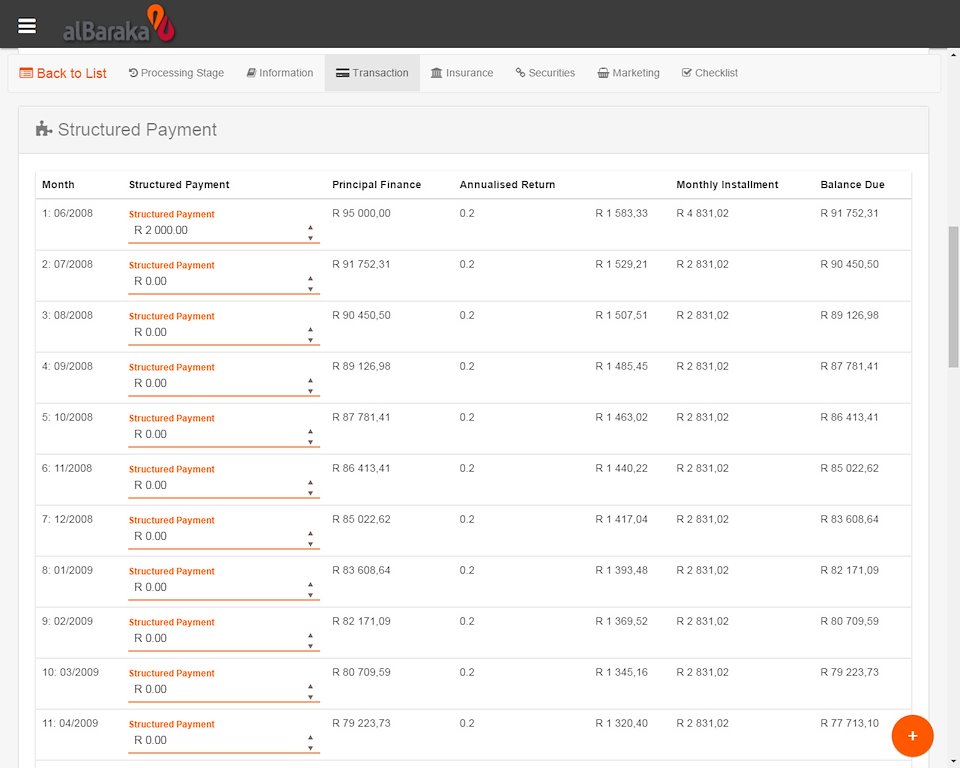 alBaraka
Back to List Processing Stage Information Transaction Insurance Securities Marketing Checklist
Structured Payment
Month Structured Payment Principal Finance Annualised Return Monthly Installment Balance Due
1: 06/2008 Structured Payment R 95 000,00 0.2 R 1 583,33 R 4 831,02 R 91 752,31
R 2 000.00
2: 07/2008 Structured Payment R 91 752,31 0.2 R 1 529,21 R 2 831,02 R 90 450,50
R 0.00
3: 08/2008 Structured Payment R 90 450,50 0.2 R 1 507,51 R 2 831,02 R 89 126,98
R 0.00
4: 09/2008 Structured Payment R 89 126,98 0.2 R 1 485,45 R 2 831,02 R 87 781,41
R 0.00
5: 10/2008 Structured Payment R 87 781,41 0.2 R 1 463,02 R 2 831,02 R 86 413,41
R 0.00
6: 11/2008 Structured Payment R 86 413,41 0.2 R 1 440,22 R 2 831,02 R 85 022,62
R 0.00
7: 12/2008 Structured Payment R 85 022,62 0.2 R 1 417,04 R 2 831,02 R 83 608,64
R 0.00
8: 01/2009 Structured Payment R 83 608,64 0.2 R 1 393,48 R 2 831,02 R 82 171,09
R 0.00
9: 02/2009 Structured Payment R 82 171,09 0.2 R 1 369,52 R 2 831,02 R 80 709,59
R 0.00
10: 03/2009 Structured Payment R 80 709,59 0.2 R 1 345,16 R 2 831,02 R 79 223,73
R 0.00
11: 04/2009 Structured Payment R 79 223,73 0.2 R 1 320,40 R 2 831,02 R 77 713,10
R 0.00
+